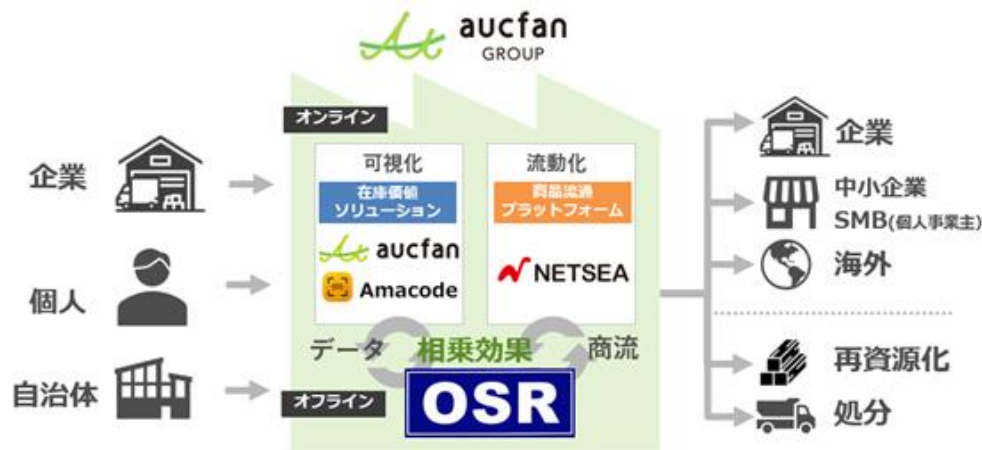 aucfan
GROUP
オンライン
企業
個人
自治体
可視化
在庫価値
ソリューション
aucfan
Amacode
流動化
商品流通
プラットフォーム
NETSEA
データ
相乗効果
商流
オフライン
OSR
企業
中小企業
SMB(個人事業主)
海外
再資源化
処分